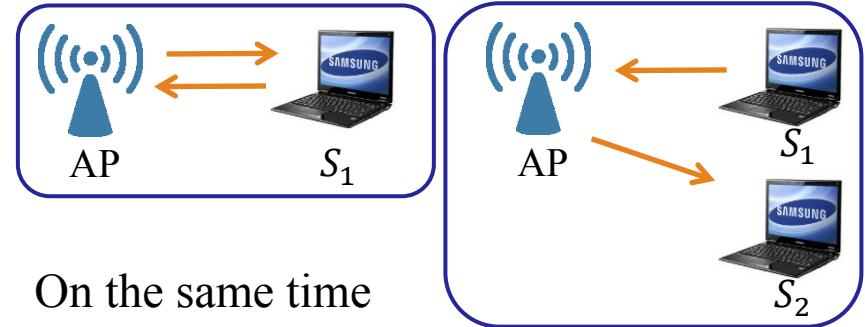 SAMSUNG
AP
S₁
SAMSUNG
AP
S₁
SAMSUNG
S₂
On the same time